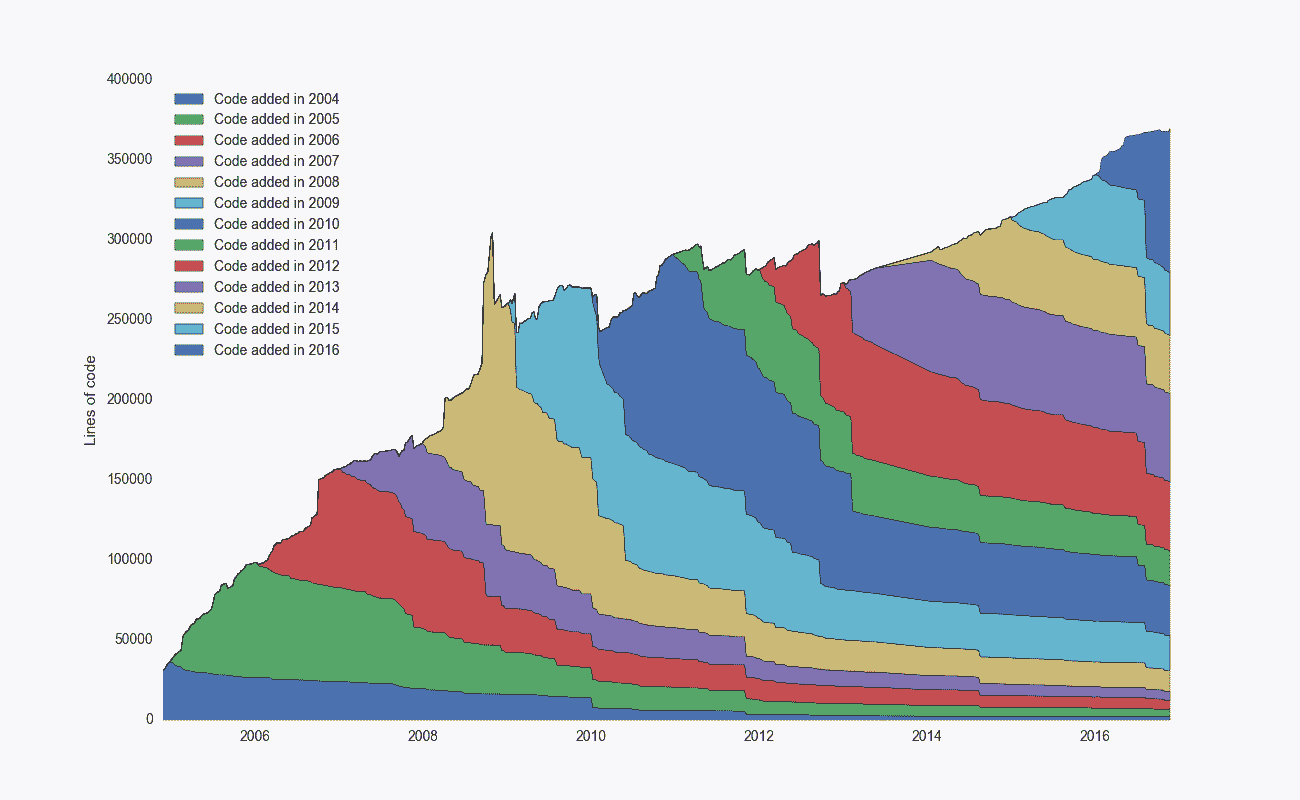 400000
350000
300000
250000
200000
150000
100000
50000
0
Lines of code
Code added in 2004
Code added in 2005
Code added in 2006
Code added in 2007
Code added in 2008
Code added in 2009
Code added in 2010
Code added in 2011
Code added in 2012
Code added in 2013
Code added in 2014
Code added in 2015
Code added in 2016
2006 2008 2010 2012 2014 2016